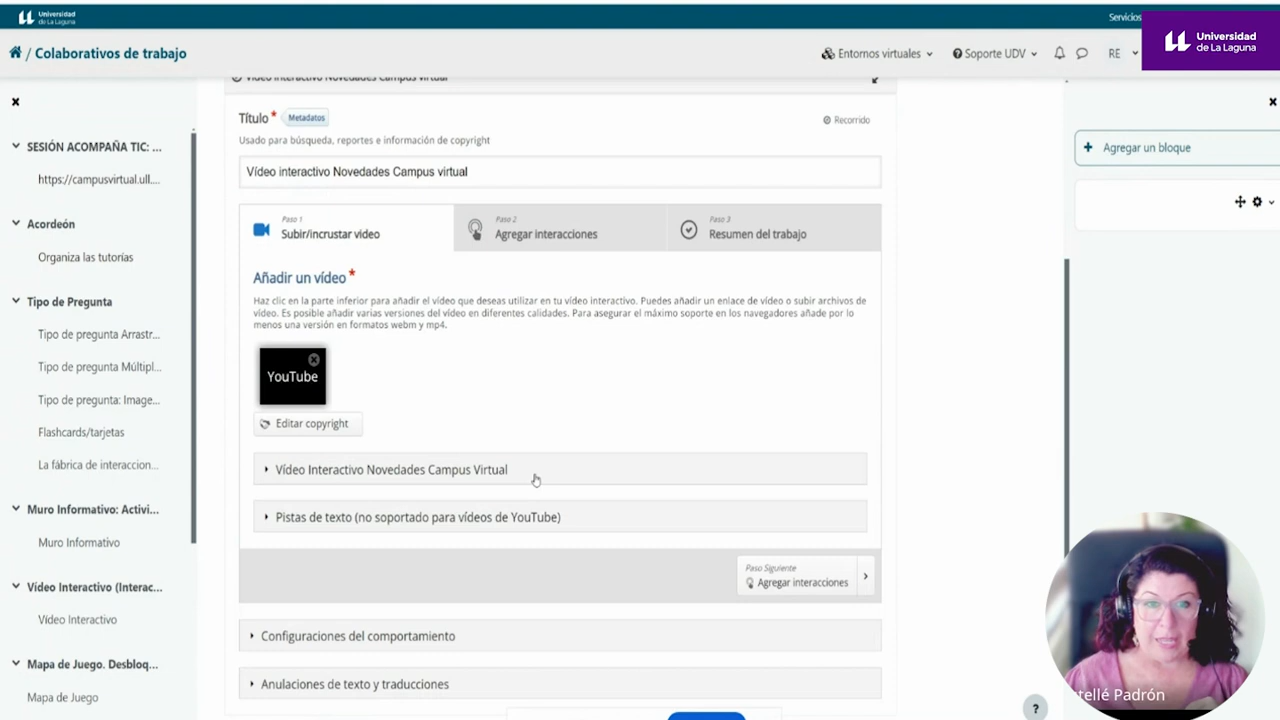 Universidad
de La Laguna
Servicios
Universidad
de La Laguna
/ Colaborativos de trabajo
Entornos virtuales
Soporte UDV
RE
Vídeo interactivo Novedades Campus virtual
SESIÓN ACOMPAÑA TIC: ...
https://campusvirtual.ull....
Acordeón
Organiza las tutorías
Tipo de Pregunta
Tipo de pregunta Arrastr...
Tipo de pregunta Múltipl...
Tipo de pregunta: Image...
Flashcards/tarjetas
La fábrica de interaccion...
Muro Informativo: Activi...
Muro Informativo
Vídeo Interactivo (Interac...
Vídeo Interactivo
Mapa de Juego. Desbloq...
Mapa de Juego
Título * Metadatos
Recorrido
Usado para búsqueda, reportes e información de copyright
Vídeo interactivo Novedades Campus virtual
Paso 1
Subir/incrustar video
Paso 2
Agregar interacciones
Paso 3
Resumen del trabajo
Añadir un vídeo *
Haz clic en la parte inferior para añadir el vídeo que deseas utilizar en tu vídeo interactivo. Puedes añadir un enlace de vídeo o subir archivos de
vídeo. Es posible añadir varias versiones del vídeo en diferentes calidades. Para asegurar el máximo soporte en los navegadores añade por lo
menos una versión en formatos webm y mp4.
YouTube
Editar copyright
Vídeo Interactivo Novedades Campus Virtual
Pistas de texto (no soportado para vídeos de YouTube)
Paso Siguiente
Agregar interacciones
Configuraciones del comportamiento
Anulaciones de texto y traducciones
+ Agregar un bloque
tellé Padrón
?